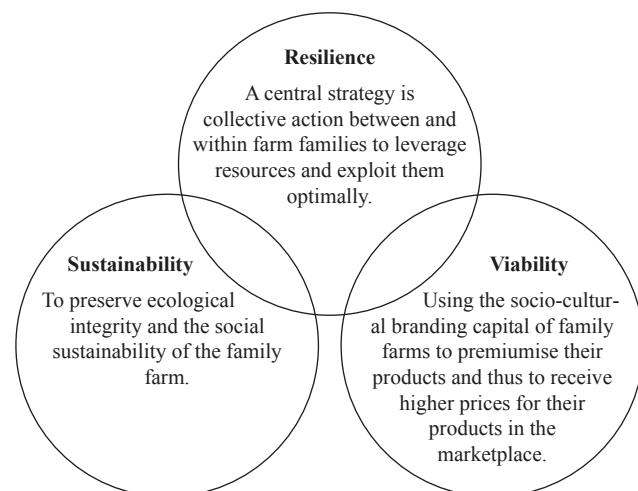 Resilience
A central strategy is
collective action between and
within farm families to leverage
resources and exploit them
optimally.
Sustainability
To preserve ecological
integrity and the social
sustainability of the family
farm.
Viability
Using the socio-cultur-
al branding capital of family
farms to premiumise their
products and thus to receive
higher prices for their
products in the
marketplace.